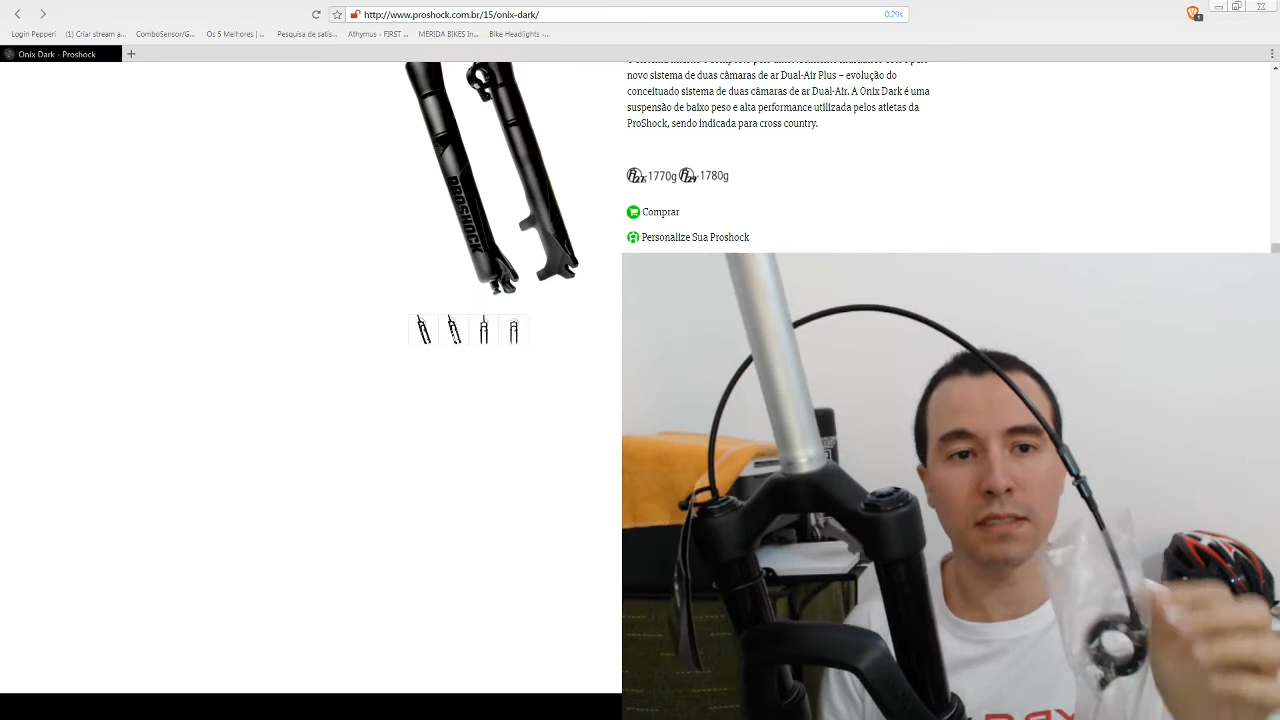 http://www.proshock.com.br/15/onix-dark/
0.29s
Login Pepperl
(1) Criar stream a...
ComboSensor/G...
Os 5 Melhores | ...
Pesquisa de satis...
Athymus - FIRST ...
MERIDA BIKES In...
Bike Headlights -...
Onix Dark - Proshock
novo sistema de duas câmaras de ar Dual-Air Plus – evolução do
conceituado sistema de duas câmaras de ar Dual-Air. A Onix Dark é uma
suspensão de baixo peso e alta performance utilizada pelos atletas da
ProShock, sendo indicada para cross country.
1770g 1780g
Comprar
Personalize Sua Proshock
PROSHOCK